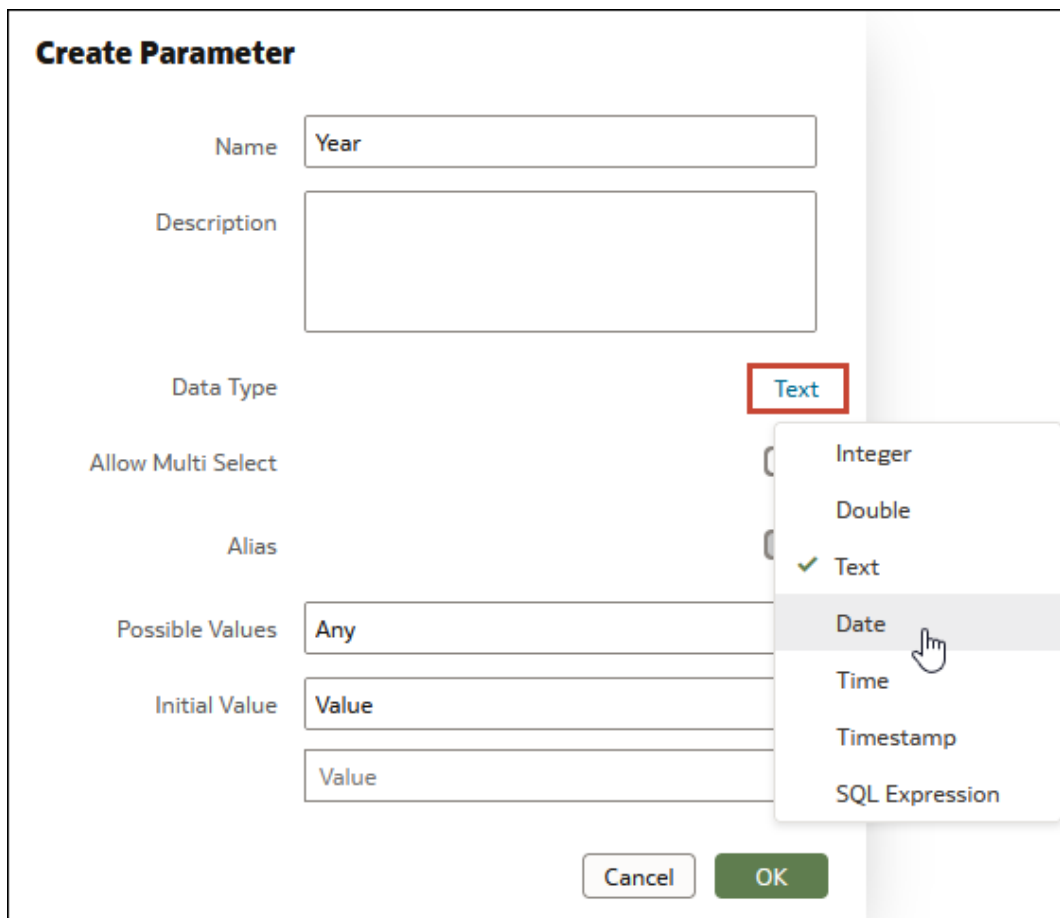 Create Parameter
Name Year
Description
Data Type Text
Allow Multi Select
Integer
Double
Alias
Text
Possible Values Any
Date
Time
Initial Value Value
Timestamp
Value
SQL Expression
Cancel OK